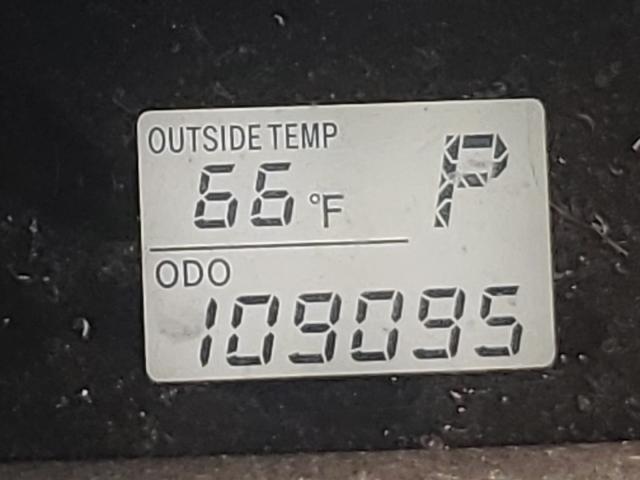 OUTSIDE TEMP
66 °F P
ODO
109095